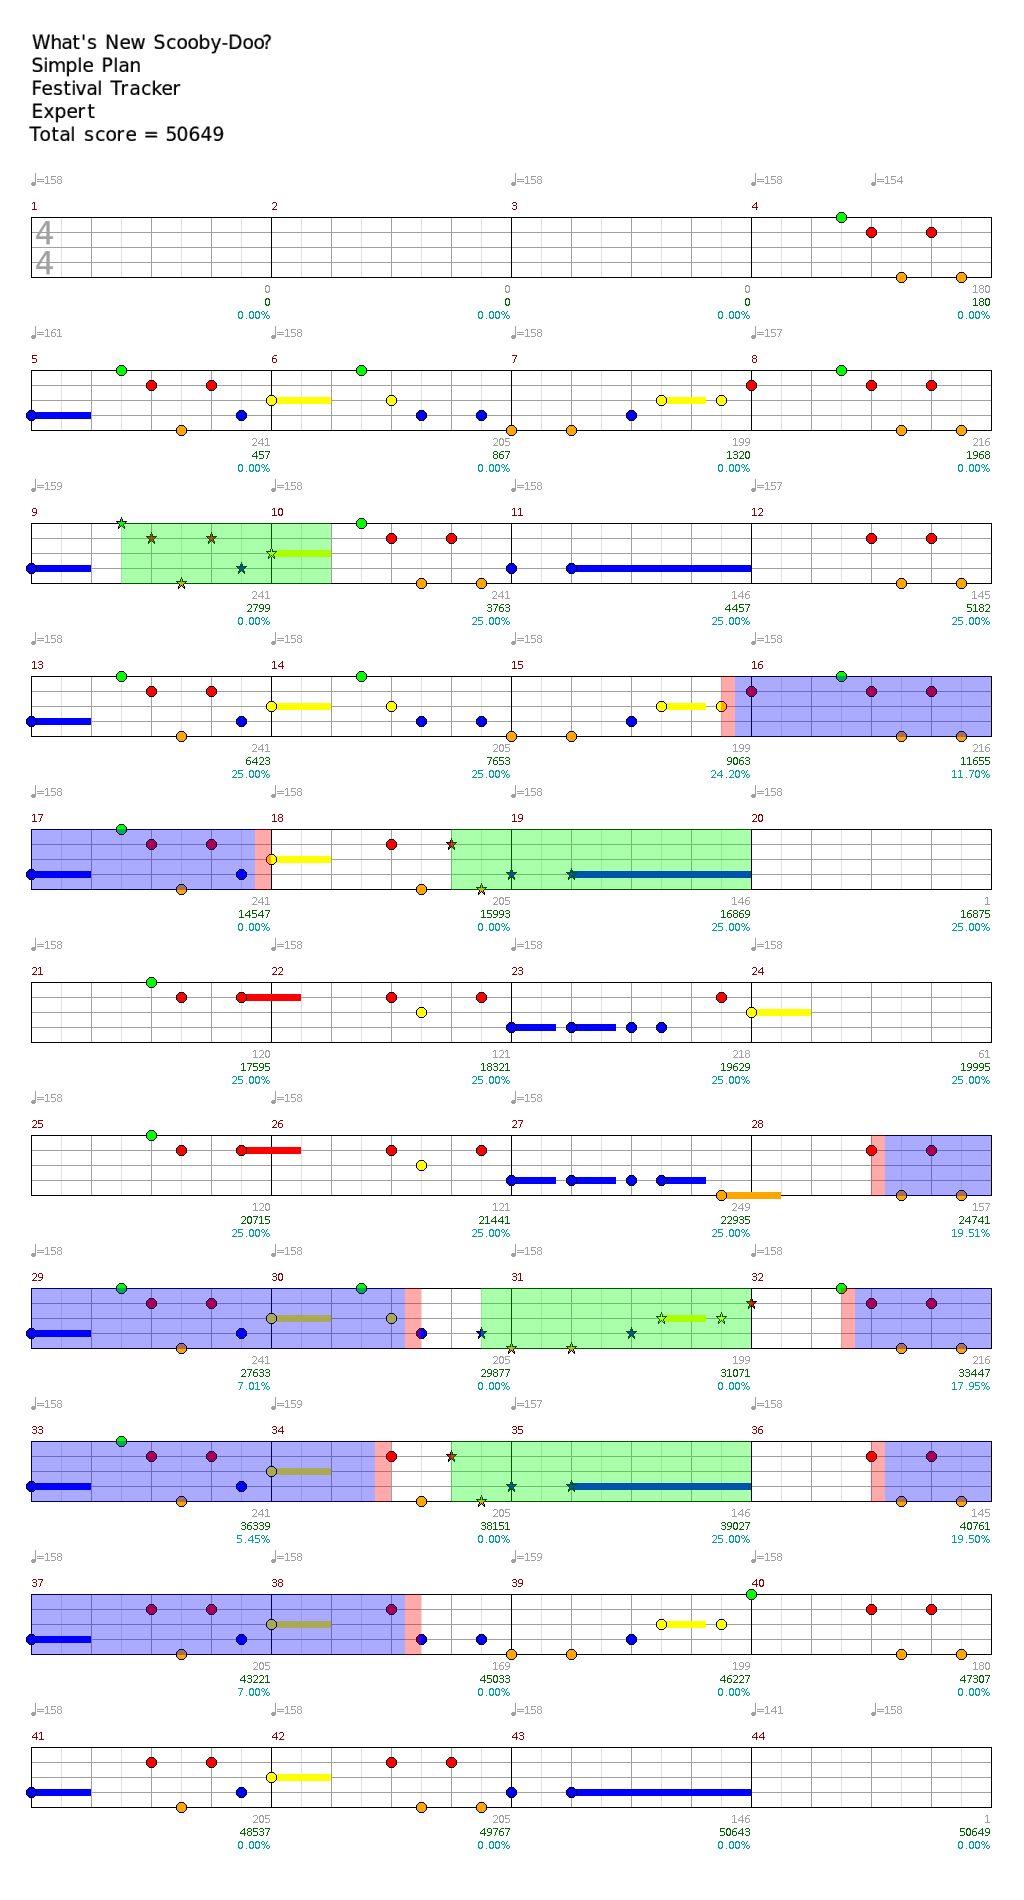 What's New Scooby-Doo?
Simple Plan
Festival Tracker
Expert
Total score = 50649
♩=158 ♩=158 ♩=158 ♩=154
1 2 3 4
4
4
0 0 0 180
0 0 0 180
0.00% 0.00% 0.00% 0.00%
♩=161 ♩=158 ♩=158 ♩=157
5 6 7 8
241 205 199 216
457 867 1320 1968
0.00% 0.00% 0.00% 0.00%
♩=159 ♩=158 ♩=157
9 10 11 12
241 241 146 145
2799 3763 4457 5182
0.00% 25.00% 25.00% 25.00%
♩=158 ♩=158 ♩=158 ♩=158
13 14 15 16
241 205 199 216
6423 7653 9063 11655
25.00% 25.00% 24.20% 11.70%
♩=158 ♩=158 ♩=158 ♩=158
17 18 19 20
241 205 146 1
14547 15993 16869 16875
0.00% 0.00% 25.00% 25.00%
♩=158 ♩=158 ♩=158 ♩=158
21 22 23 24
120 121 218 61
17595 18321 19629 19995
25.00% 25.00% 25.00% 25.00%
♩=158 ♩=158 ♩=158
25 26 27 28
120 121 249 157
20715 21441 22935 24741
25.00% 25.00% 25.00% 19.51%
♩=158 ♩=158 ♩=158 ♩=158
29 30 31 32
241 205 199 216
27633 29877 31071 33447
7.01% 0.00% 0.00% 17.95%
♩=158 ♩=159 ♩=157 ♩=158
33 34 35 36
241 205 146 145
36339 38151 39027 40761
5.45% 0.00% 25.00% 19.50%
♩=158 ♩=158 ♩=159 ♩=158
37 38 39 40
205 169 199 180
43221 45033 46227 47307
7.00% 0.00% 0.00% 0.00%
♩=158 ♩=158 ♩=158 ♩=141 ♩=158
41 42 43 44
205 205 146 1
48537 49767 50643 50649
0.00% 0.00% 0.00% 0.00%